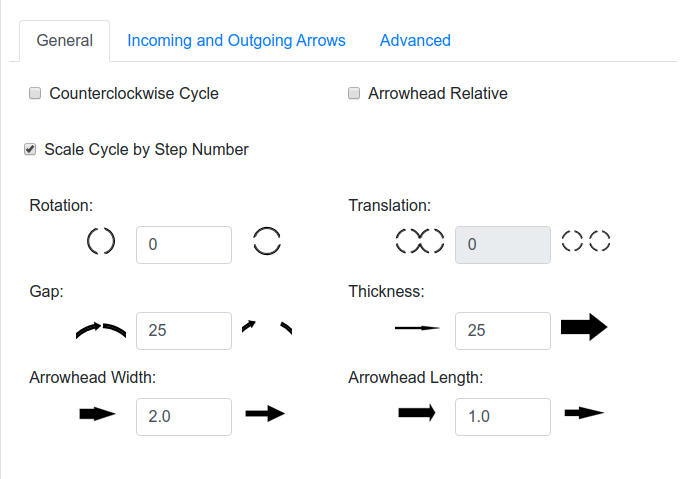 General Incoming and Outgoing Arrows Advanced
Counterclockwise Cycle Arrowhead Relative
Scale Cycle by Step Number
Rotation: Translation:
0 0
Gap: Thickness:
25 25
Arrowhead Width: Arrowhead Length:
2.0 1.0